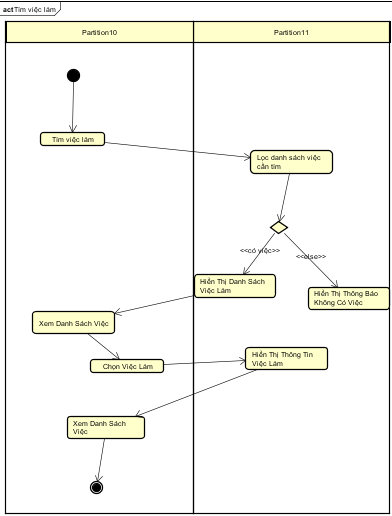 act Tìm việc làm
Partition10
Partition11
Tìm việc làm
Lọc danh sách việc
cần tìm
<<có việc>>
<<else>>
Hiển Thị Danh Sách
Việc Làm
Hiển Thị Thông Báo
Không Có Việc
Xem Danh Sách Việc
Chọn Việc Làm
Hiển Thị Thông Tin
Việc Làm
Xem Danh Sách
Việc